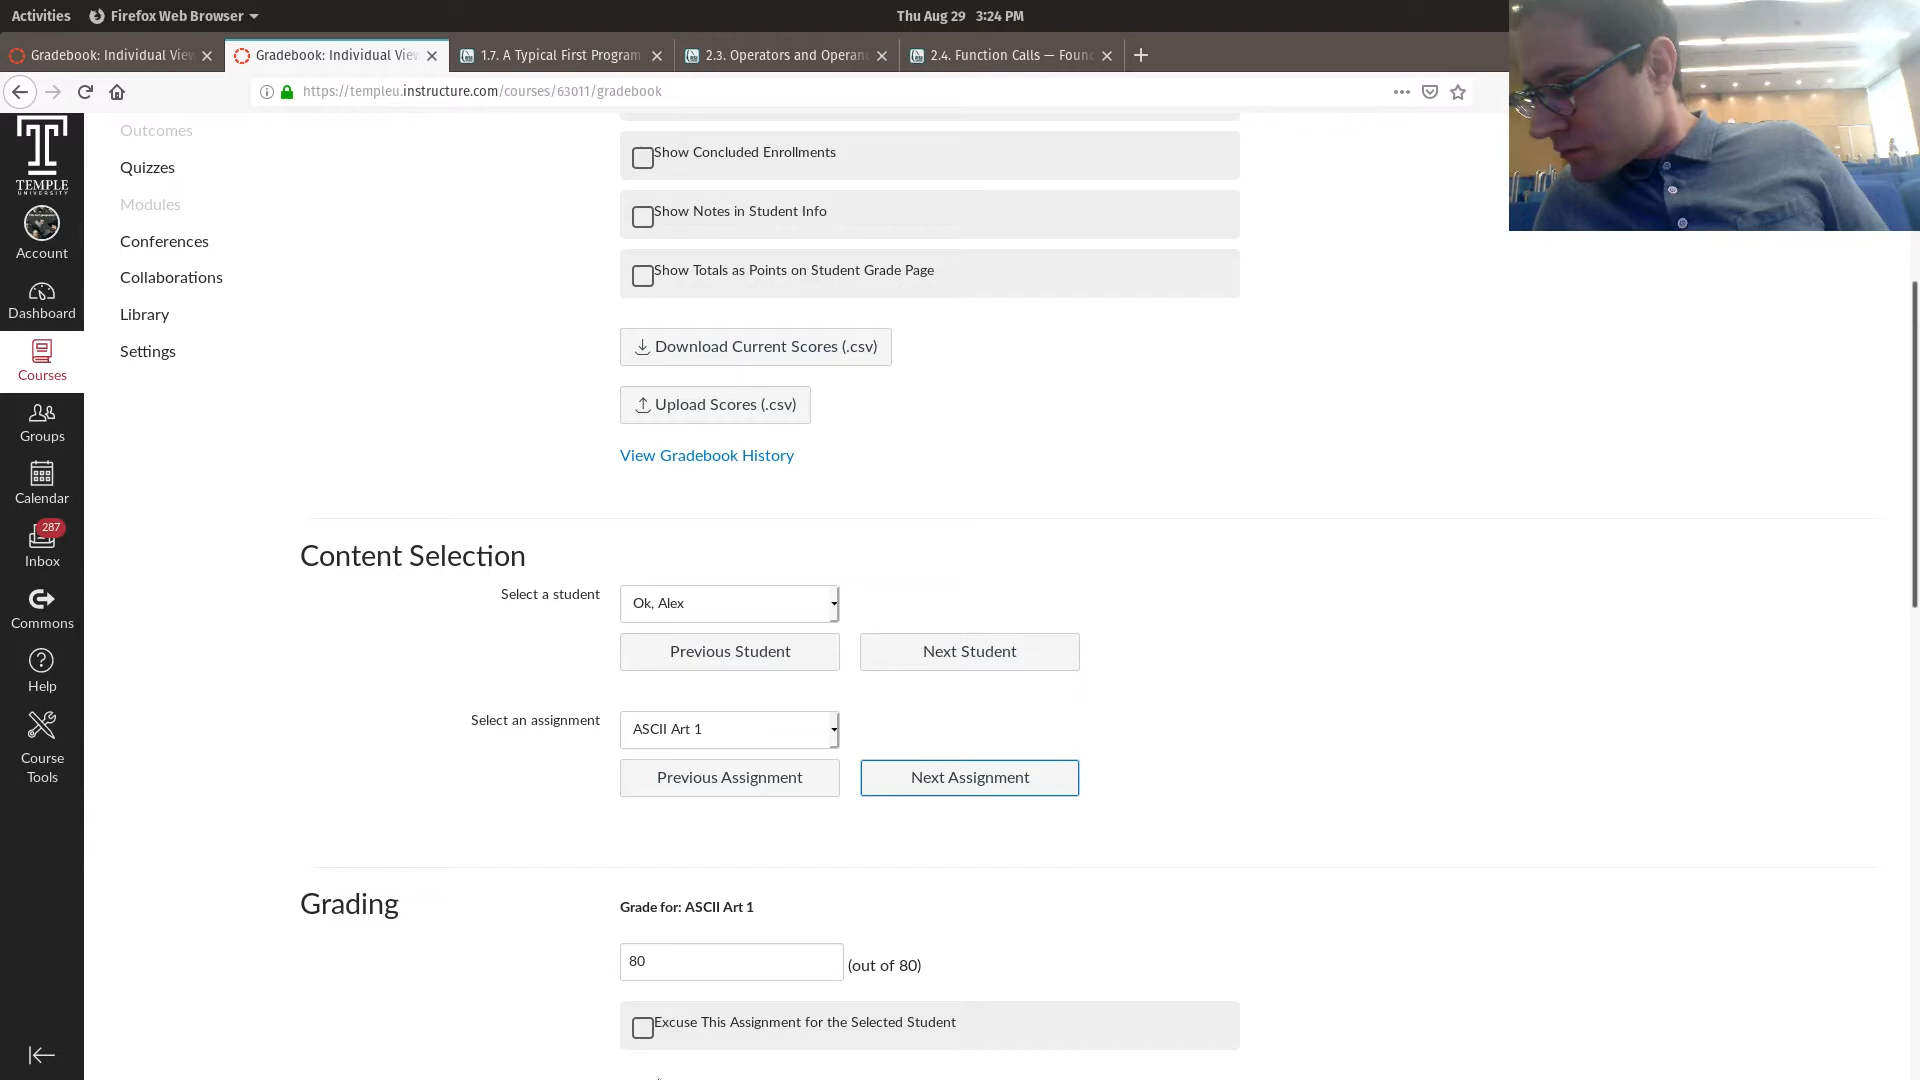 Activities Firefox Web Browser Thu Aug 29 3:24 PM
Gradebook: Individual View Gradebook: Individual View 1.7. A Typical First Program 2.3. Operators and Operan 2.4. Function Calls — Foun
https://templeu.instructure.com/courses/63011/gradebook
TEMPLE
UNIVERSITY
Account
Dashboard
Courses
Groups
Calendar
287
Inbox
Commons
Help
Course
Tools
Outcomes
Quizzes
Modules
Conferences
Collaborations
Library
Settings
Show Concluded Enrollments
Show Notes in Student Info
Show Totals as Points on Student Grade Page
Download Current Scores (.csv)
Upload Scores (.csv)
View Gradebook History
Content Selection
Select a student
Ok, Alex
Previous Student Next Student
Select an assignment
ASCII Art 1
Previous Assignment Next Assignment
Grading
Grade for: ASCII Art 1
80 (out of 80)
Excuse This Assignment for the Selected Student